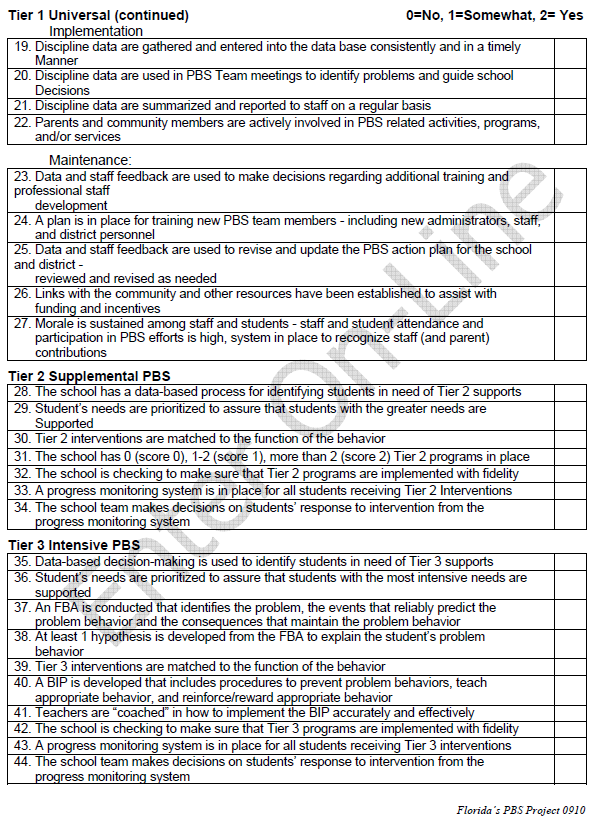 Tier 1 Universal (continued) 0=No, 1=Somewhat, 2= Yes
Implementation
19. Discipline data are gathered and entered into the data base consistently and in a timely
Manner
20. Discipline data are used in PBS Team meetings to identify problems and guide school
Decisions
21. Discipline data are summarized and reported to staff on a regular basis
22. Parents and community members are actively involved in PBS related activities, programs,
and/or services
Maintenance:
23. Data and staff feedback are used to make decisions regarding additional training and
professional staff
development
24. A plan is in place for training new PBS team members - including new administrators, staff,
and district personnel
25. Data and staff feedback are used to revise and update the PBS action plan for the school
and district -
reviewed and revised as needed
26. Links with the community and other resources have been established to assist with
funding and incentives
27. Morale is sustained among staff and students - staff and student attendance and
participation in PBS efforts is high, system in place to recognize staff (and parent)
contributions
Tier 2 Supplemental PBS
28. The school has a data-based process for identifying students in need of Tier 2 supports
29. Student's needs are prioritized to assure that students with the greater needs are
Supported
30. Tier 2 interventions are matched to the function of the behavior
31. The school has 0 (score 0), 1-2 (score 1), more than 2 (score 2) Tier 2 programs in place
32. The school is checking to make sure that Tier 2 programs are implemented with fidelity
33. A progress monitoring system is in place for all students receiving Tier 2 Interventions
34. The school team makes decisions on students' response to intervention from the
progress monitoring system
Tier 3 Intensive PBS
35. Data-based decision-making is used to identify students in need of Tier 3 supports
36. Student's needs are prioritized to assure that students with the most intensive needs are
supported
37. An FBA is conducted that identifies the problem, the events that reliably predict the
problem behavior and the consequences that maintain the problem behavior
38. At least 1 hypothesis is developed from the FBA to explain the student's problem
behavior
39. Tier 3 interventions are matched to the function of the behavior
40. A BIP is developed that includes procedures to prevent problem behaviors, teach
appropriate behavior, and reinforce/reward appropriate behavior
41. Teachers are "coached" in how to implement the BIP accurately and effectively
42. The school is checking to make sure that Tier 3 programs are implemented with fidelity
43. A progress monitoring system is in place for all students receiving Tier 3 interventions
44. The school team makes decisions on students' response to intervention from the
progress monitoring system
Enter On-Line
Florida's PBS Project 0910